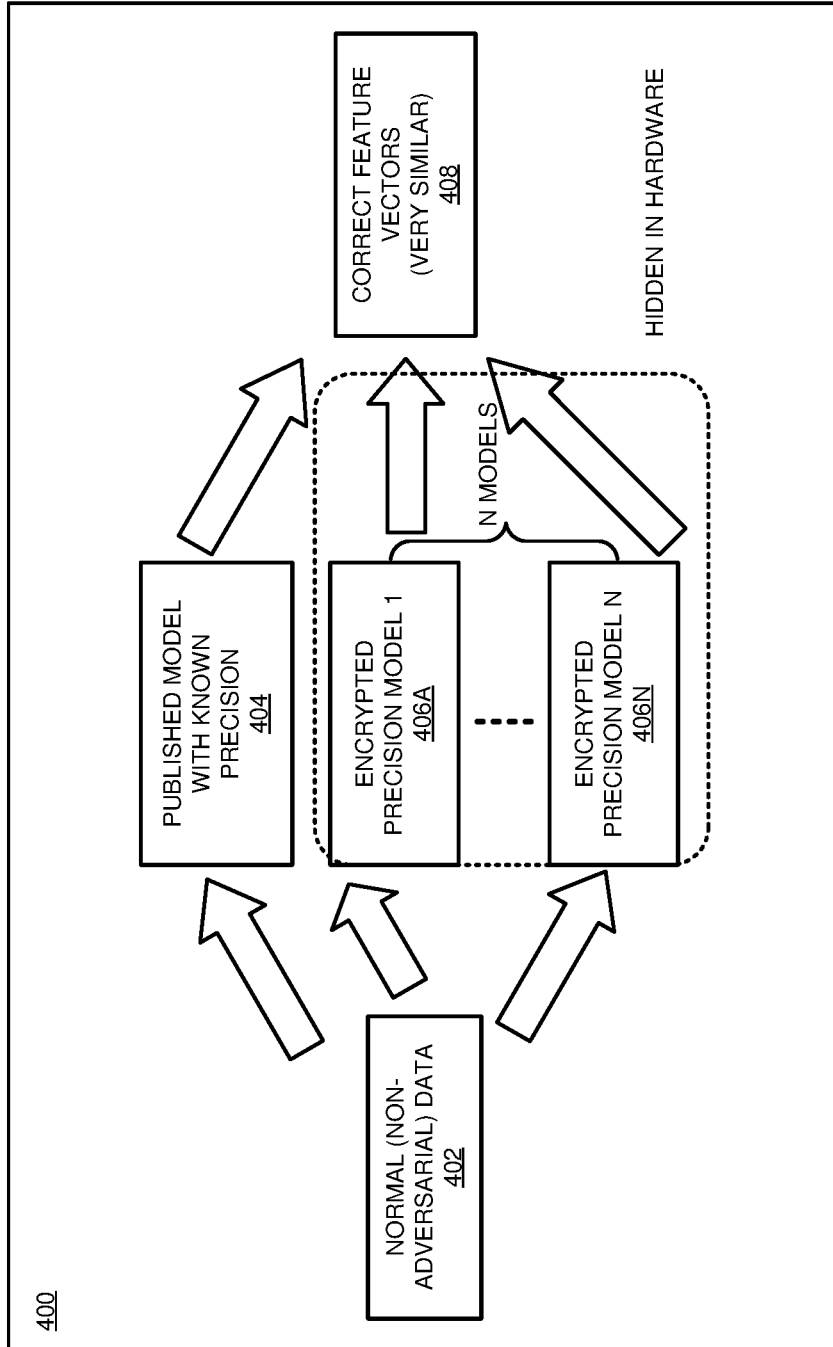 400
NORMAL (NON-
ADVERSARIAL) DATA
402
PUBLISHED MODEL
WITH KNOWN
PRECISION
404
ENCRYPTED
PRECISION MODEL 1
406A
ENCRYPTED
PRECISION MODEL N
406N
N MODELS
CORRECT FEATURE
VECTORS
(VERY SIMILAR)
408
HIDDEN IN HARDWARE